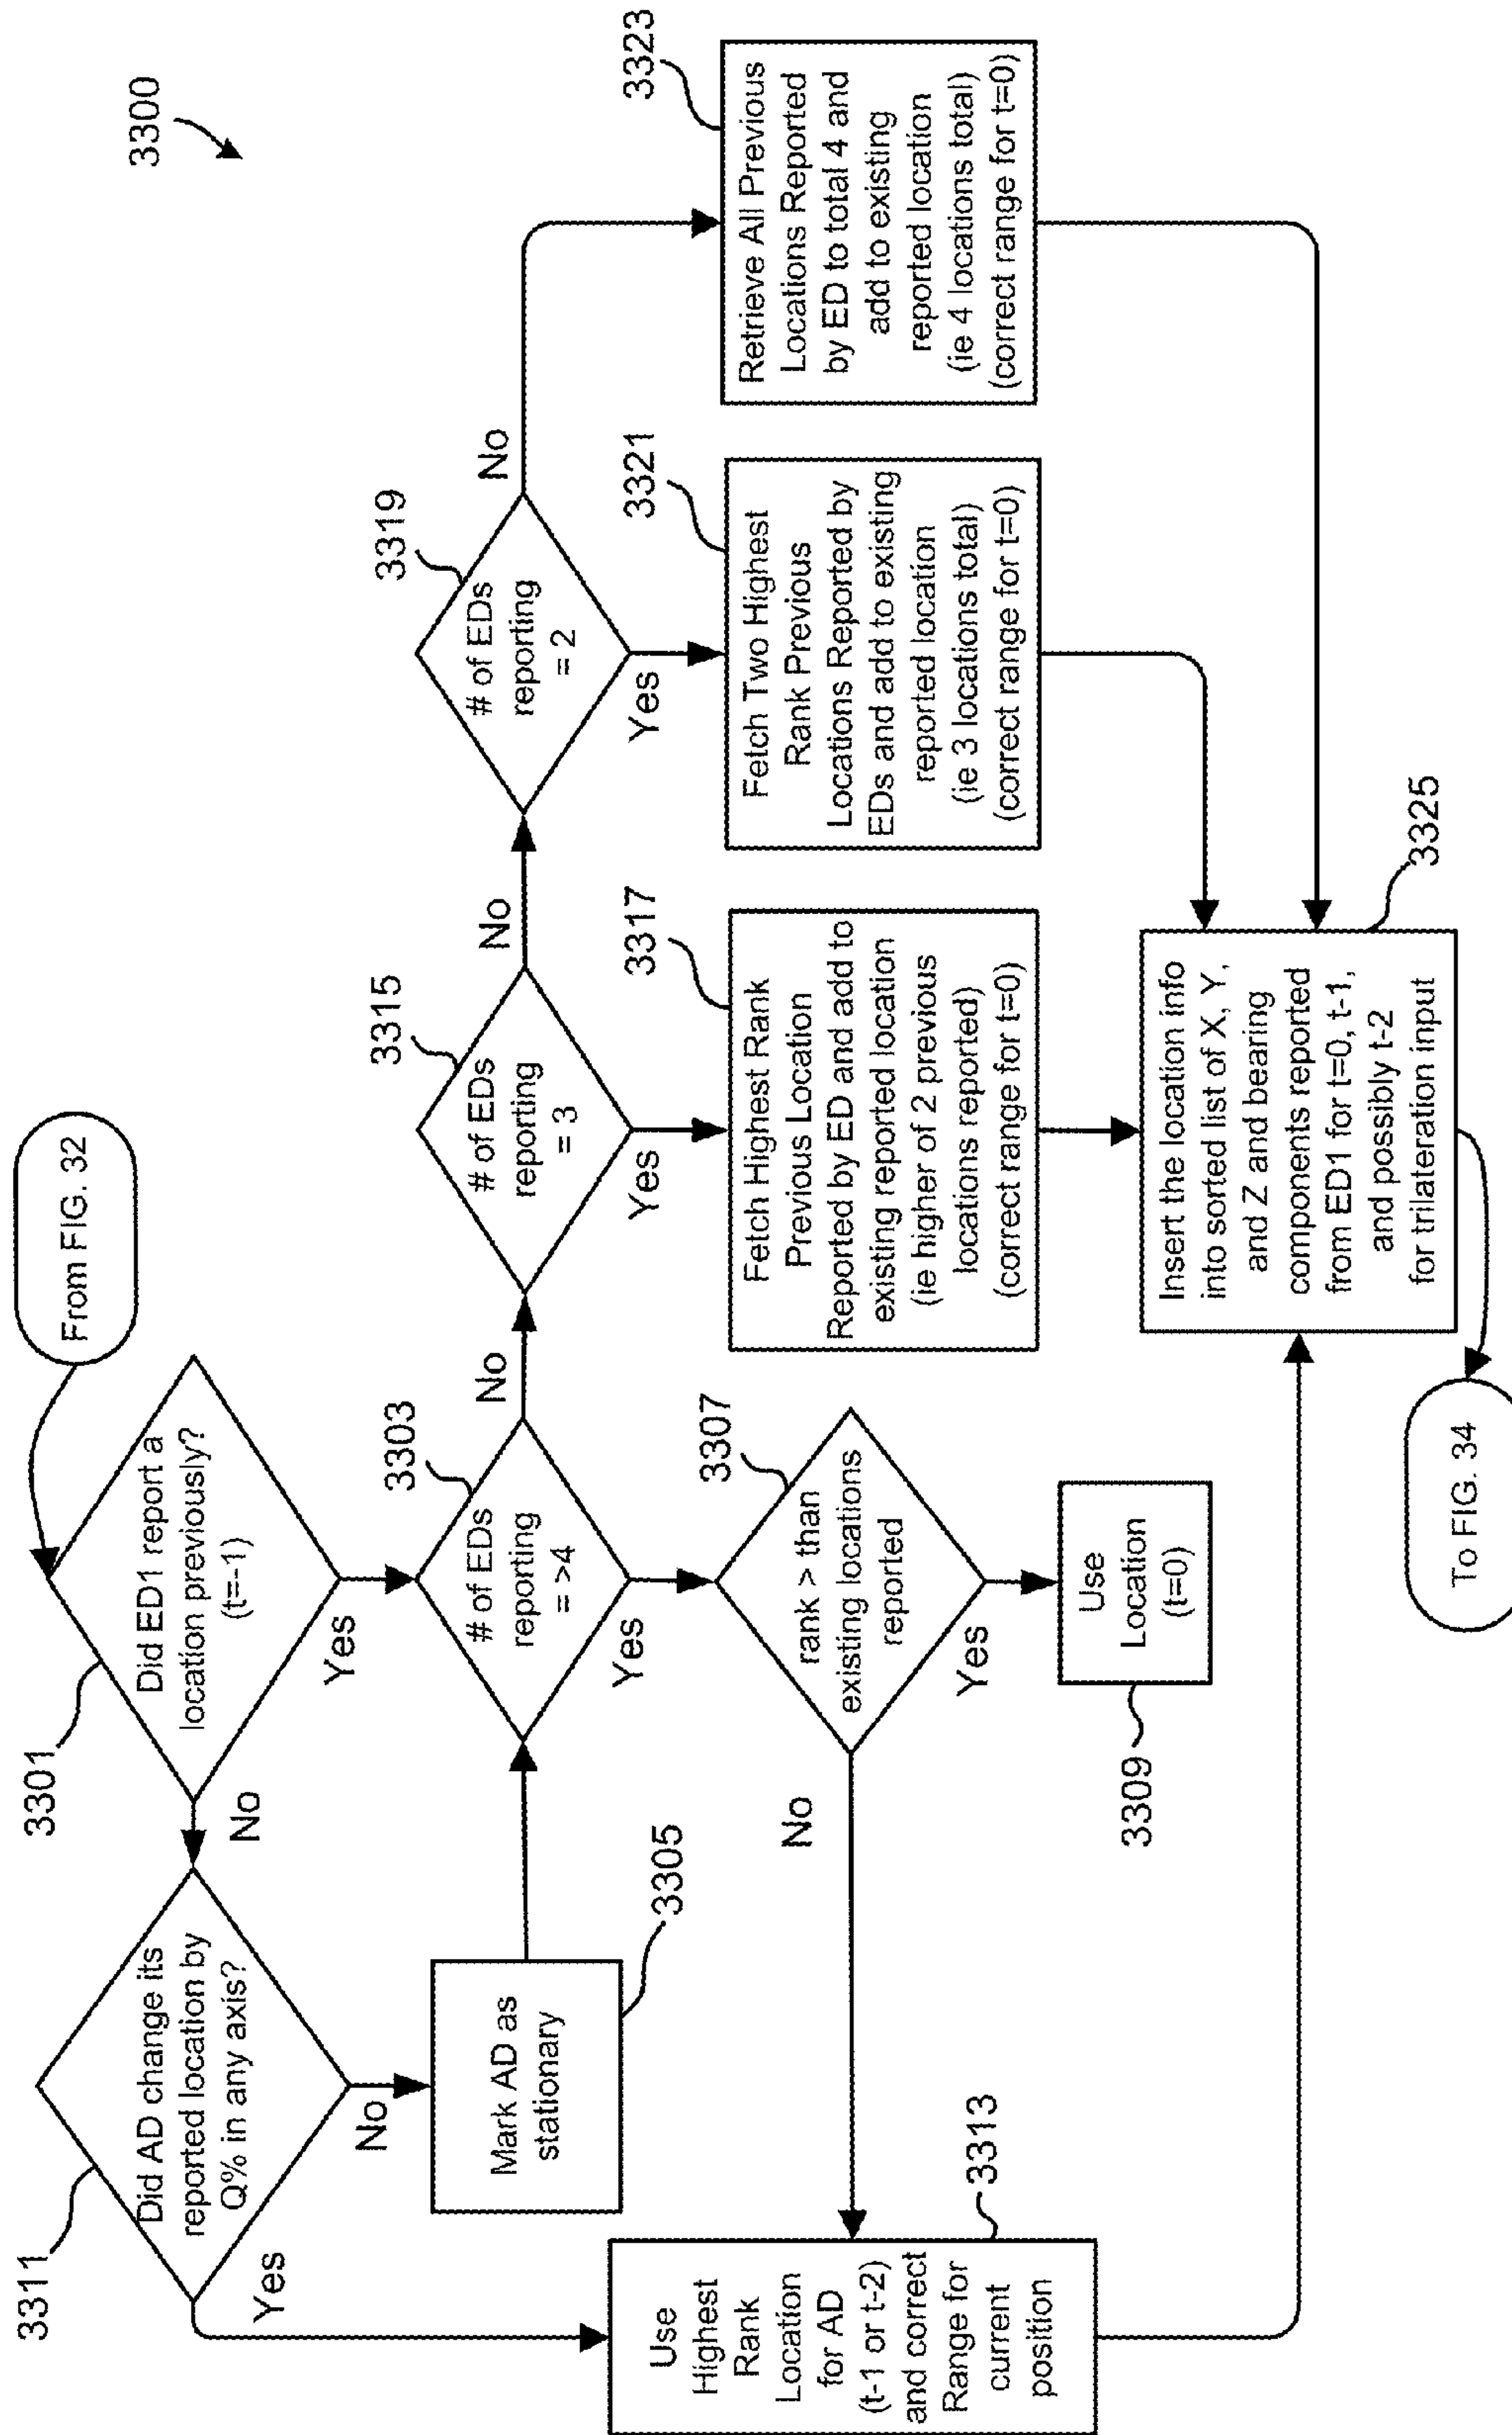 3300
From FIG. 32
3301
Did ED1 report a
location previously?
(t=-1)
No
Yes
3311
Did AD change its
reported location by
Q% in any axis?
Yes
No
3305
Mark AD as
stationary
3303
# of EDs
reporting
= >4
No
Yes
3315
# of EDs
reporting
= 3
No
Yes
3319
# of EDs
reporting
= 2
No
Yes
3307
rank > than
existing locations
reported
No
Yes
3309
Use
Location
(t=0)
3313
Use
Highest
Rank
Location
for AD
(t-1 or t-2)
and correct
Range for
current
position
3317
Fetch Highest Rank
Previous Location
Reported by ED and add to
existing reported location
(ie higher of 2 previous
locations reported)
(correct range for t=0)
3321
Fetch Two Highest
Rank Previous
Locations Reported by
EDs and add to existing
reported location
(ie 3 locations total)
(correct range for t=0)
3323
Retrieve All Previous
Locations Reported
by ED to total 4 and
add to existing
reported location
(ie 4 locations total)
(correct range for t=0)
3325
Insert the location info
into sorted list of X, Y,
and Z and bearing
components reported
from ED1 for t=0, t-1,
and possibly t-2
for trilateration input
To FIG. 34